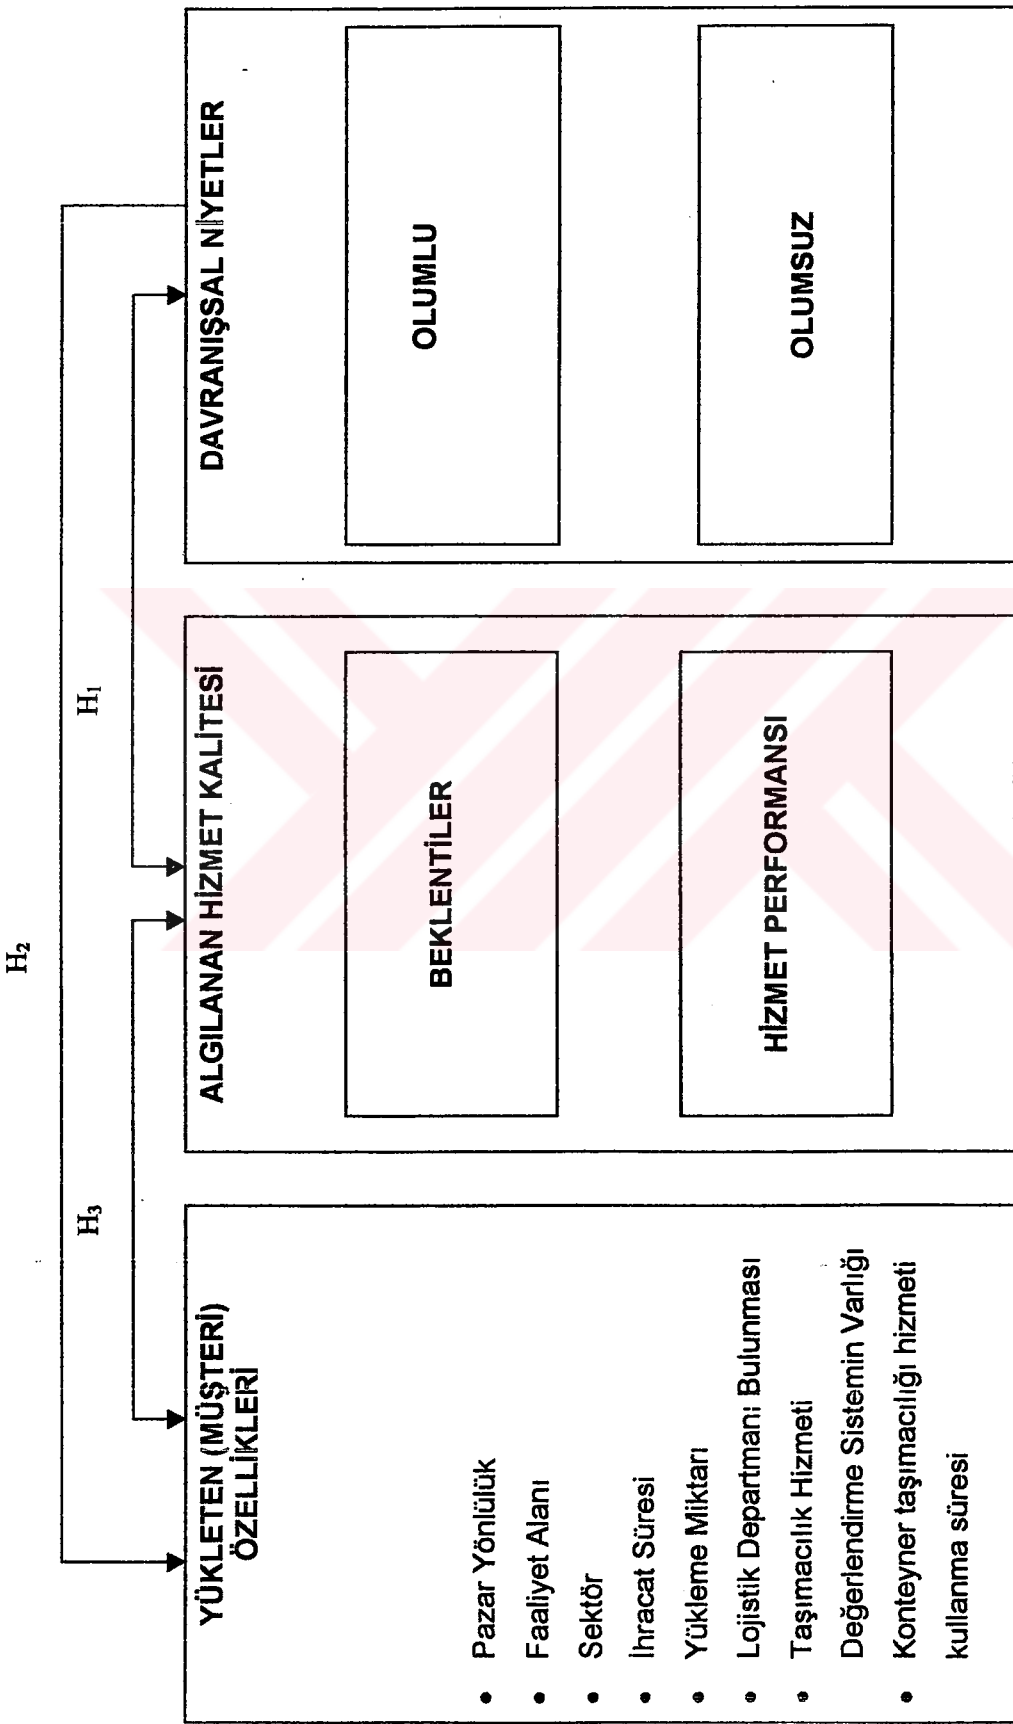 H₂
H₃
H₁
YÜKLETEN (MÜŞTERİ)
ÖZELLİKLERİ
• Pazar Yönlülük
• Faaliyet Alanı
• Sektör
• İhracat Süresi
• Yükleme Miktarı
• Lojistik Departmanı Bulunması
• Taşımacılık Hizmeti
Değerlendirme Sistemin Varlığı
• Konteyner taşımacılığı hizmeti
kullanma süresi
ALGILANAN HİZMET KALİTESİ
BEKLENTİLER
HİZMET PERFORMANSI
DAVRANIŞSAL NİYETLER
OLUMLU
OLUMSUZ